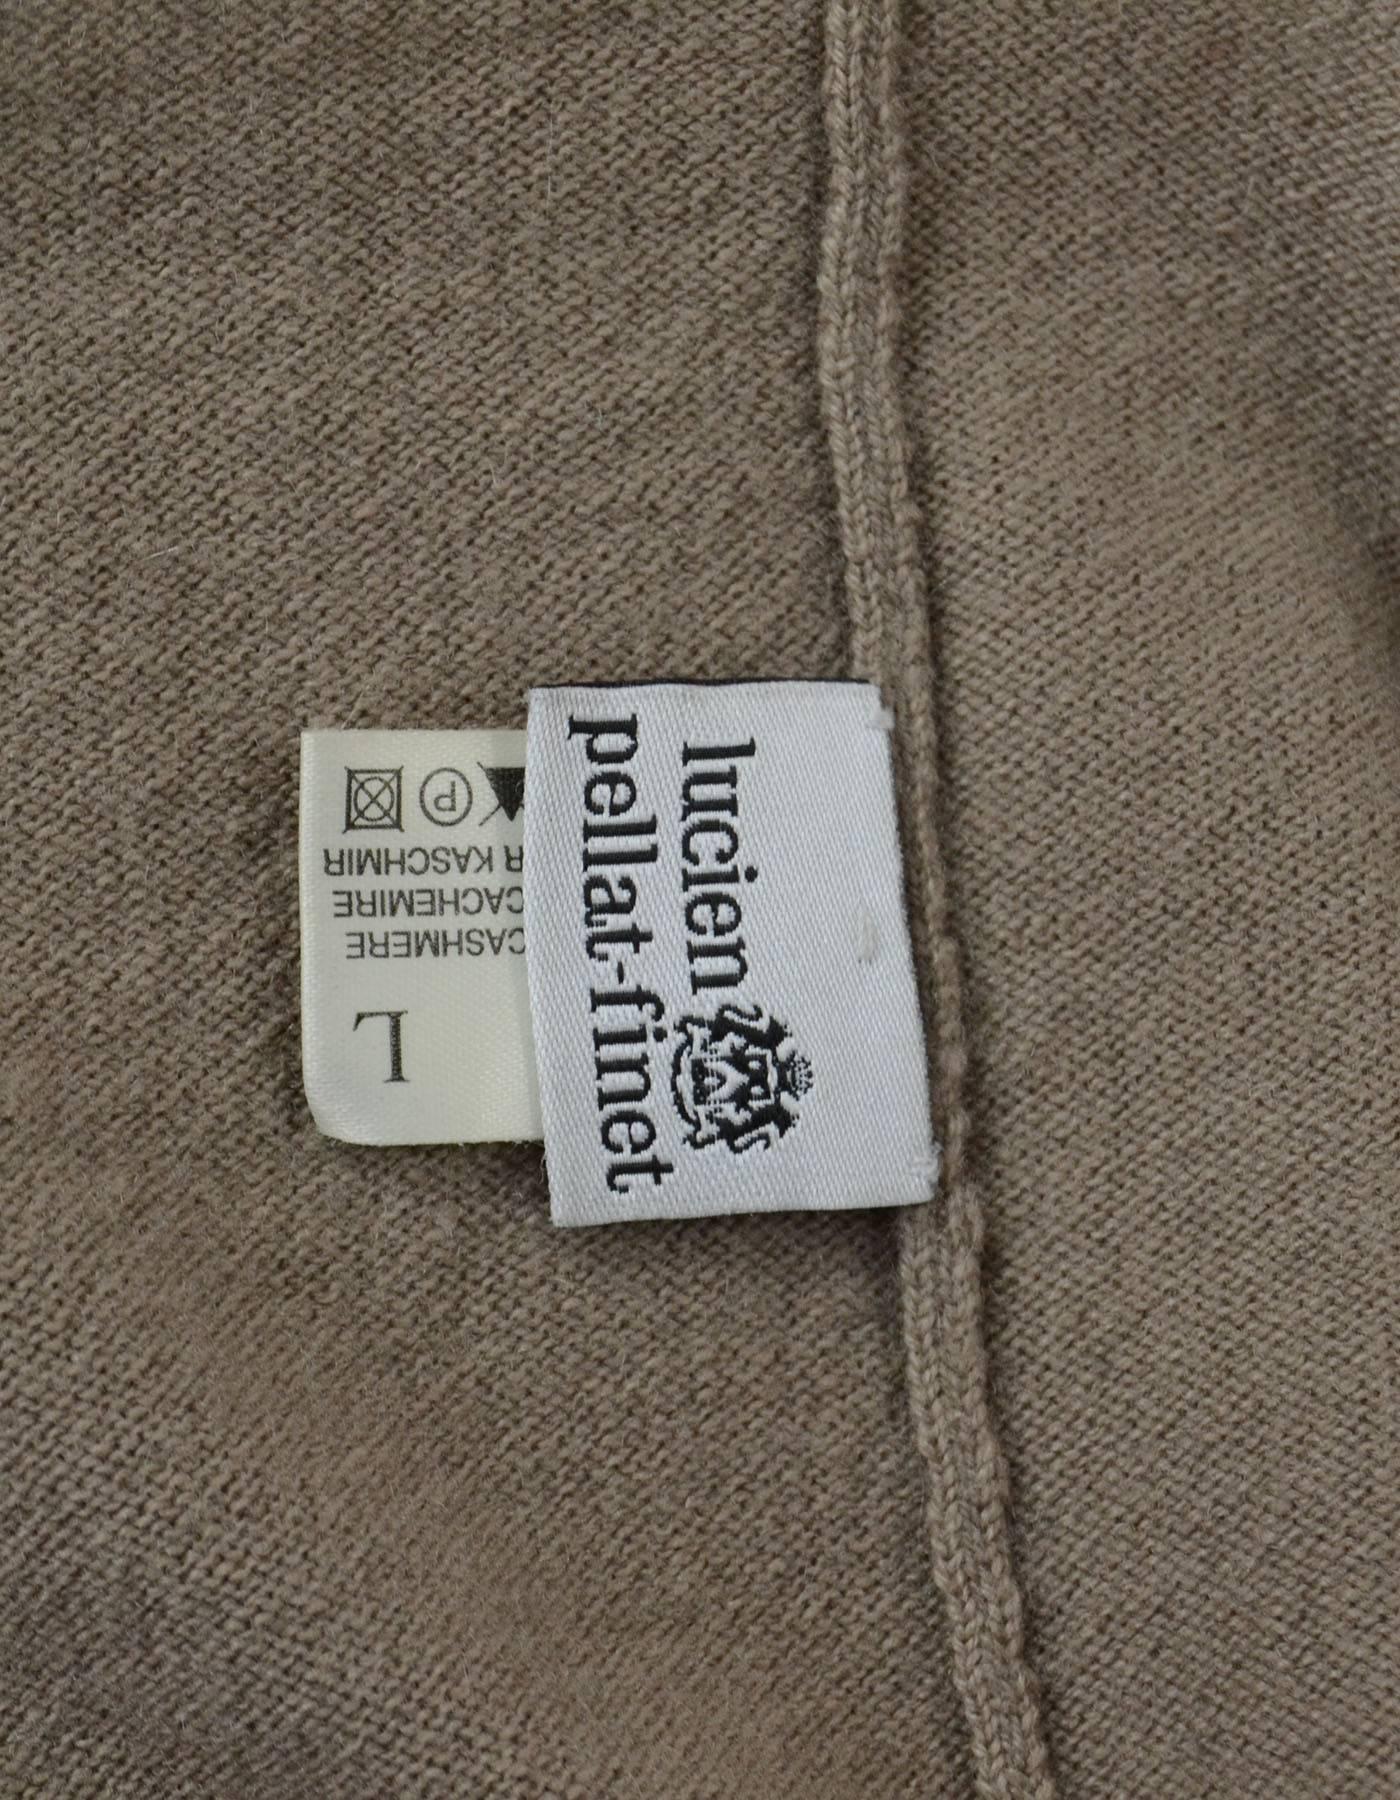 lucien
pellat-finet
L
CASHMERE
CACHEMIRE
R KASCHMIR
P